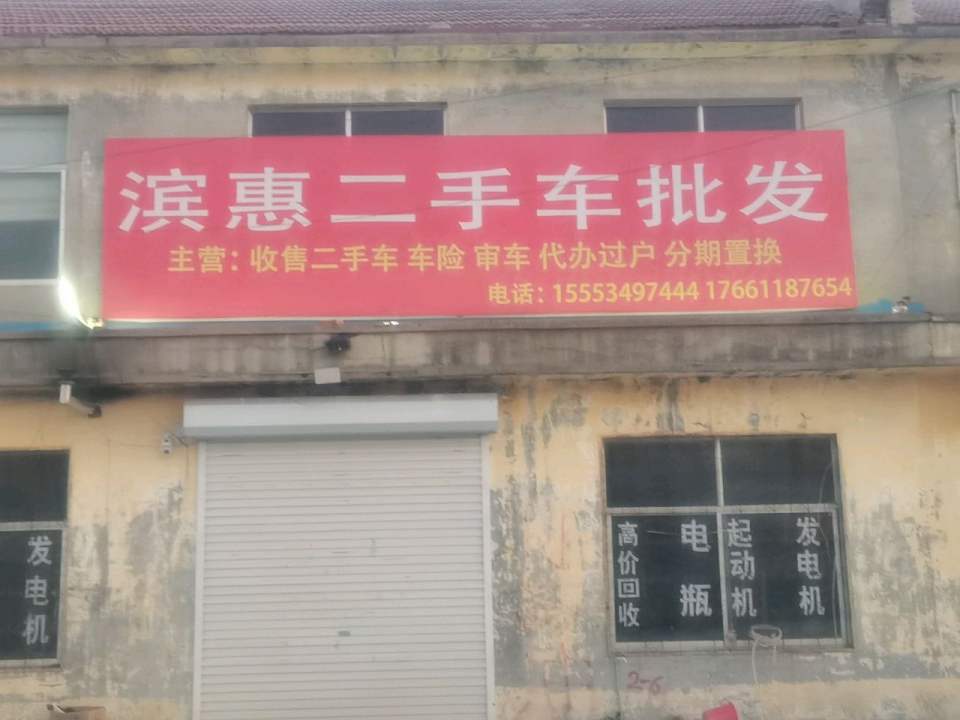 滨惠二手车批发
主营：收售二手车 车险 审车 代办过户 分期置换
电话：15553497444 17661187654
发电机
高价回收
电瓶
起动机
发电机
2-6